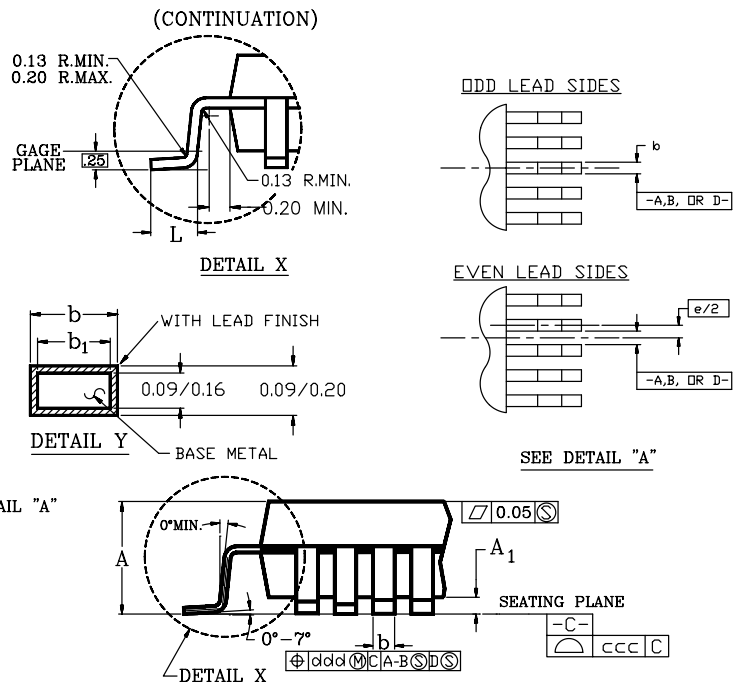 (CONTINUATION)
0.13 R.MIN.
0.20 R.MAX.
GAGE
PLANE
.25
0.13 R.MIN.
0.20 MIN.
L
DETAIL X
ODD LEAD SIDES
b
-A,B, OR D-
EVEN LEAD SIDES
e/2
-A,B, OR D-
SEE DETAIL "A"
b
b1
WITH LEAD FINISH
0.09/0.16
0.09/0.20
DETAIL Y
BASE METAL
AIL "A"
0°MIN.
A
0.05 Ⓢ
A1
SEATING PLANE
-C-
ccc C
0°-7°
b
⌖ ddd Ⓜ C A-B Ⓢ D Ⓢ
DETAIL X